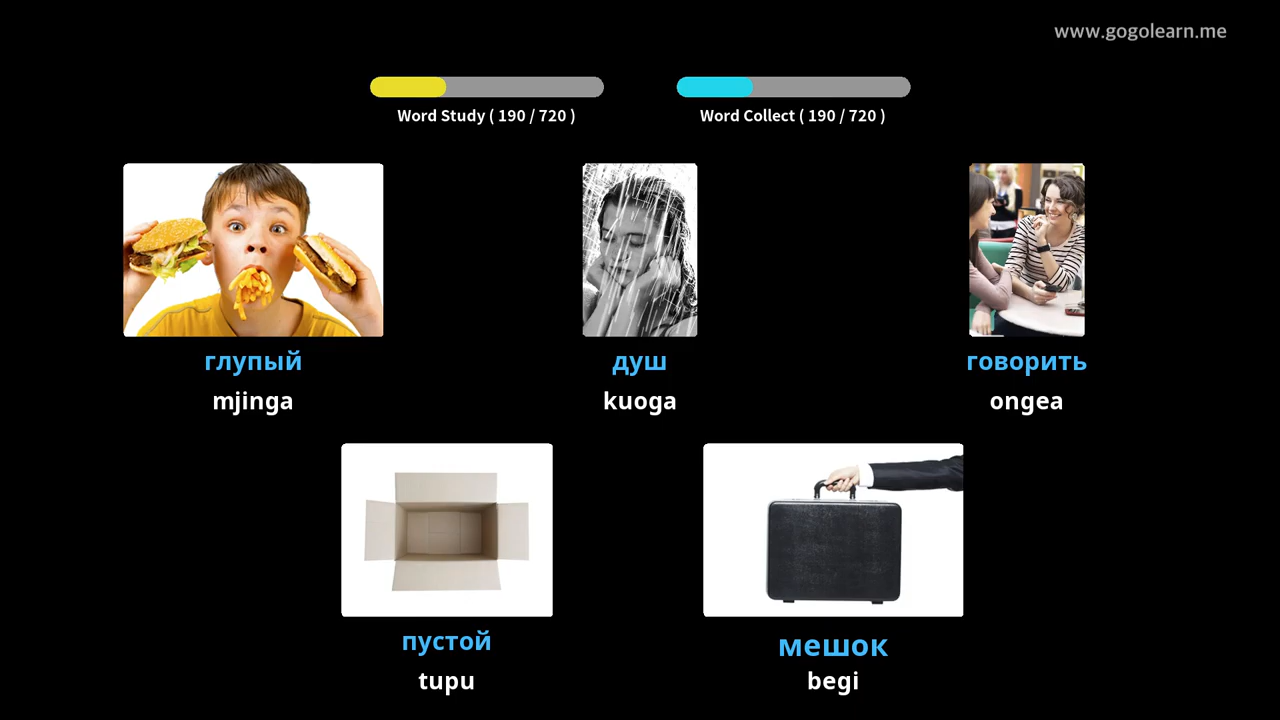 www.gogolearn.me
Word Study ( 190 / 720 )
Word Collect ( 190 / 720 )
глупый
mjinga
душ
kuoga
говорить
ongea
пустой
tupu
мешок
begi